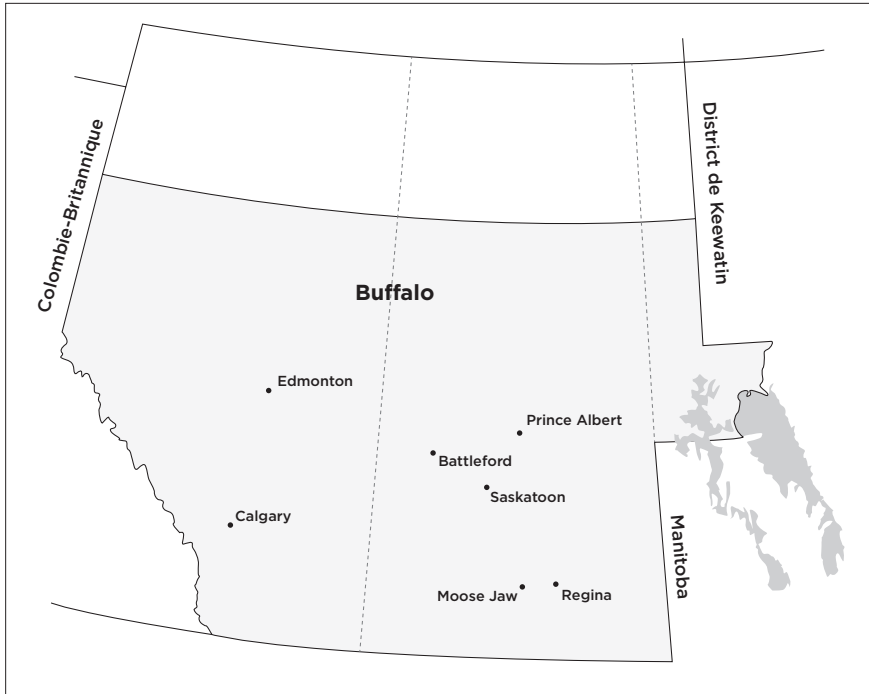 Colombie-Britannique
District de Keewatin
Buffalo
Edmonton
Prince Albert
Battleford
Saskatoon
Calgary
Manitoba
Moose Jaw
Regina